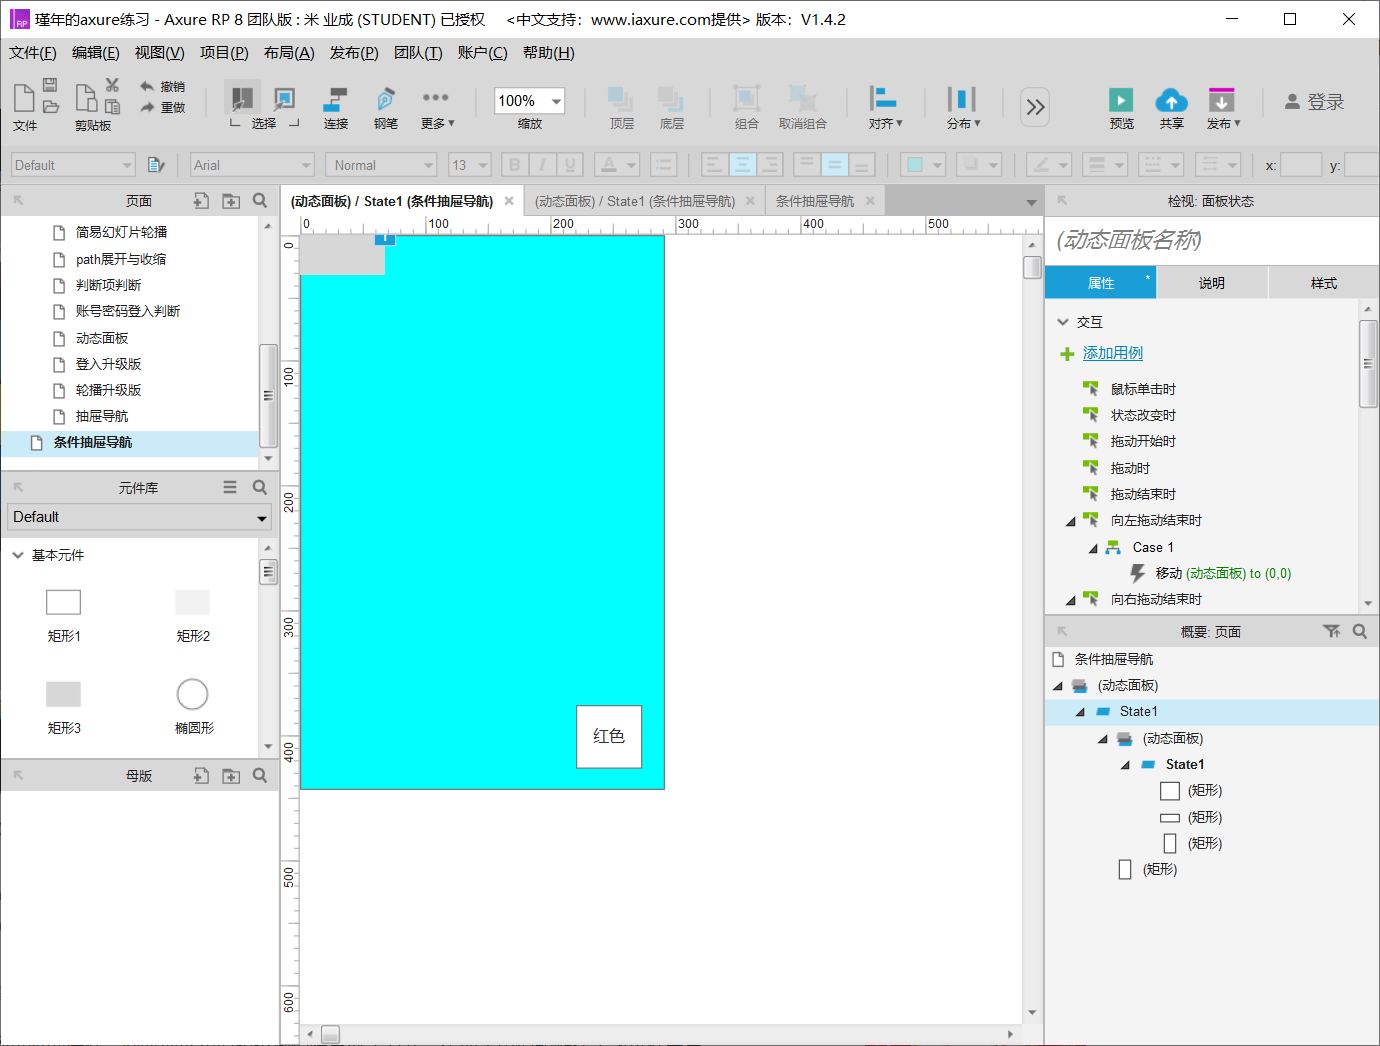 瑾年的axure练习 - Axure RP 8 团队版 : 米 业成 (STUDENT) 已授权 <中文支持：www.iaxure.com提供> 版本：V1.4.2
文件(F) 编辑(E) 视图(V) 项目(P) 布局(A) 发布(P) 团队(T) 账户(C) 帮助(H)
撤销
重做
100%
登录
文件 剪贴板 选择 连接 钢笔 更多 缩放 顶层 底层 组合 取消组合 对齐 分布 预览 共享 发布
Default Arial Normal 13 B I U A x: y:
页面
简易幻灯片轮播
path展开与收缩
判断项判断
账号密码登入判断
动态面板
登入升级版
轮播升级版
抽屉导航
条件抽屉导航
元件库
Default
基本元件
矩形1 矩形2
矩形3 椭圆形
母版
(动态面板) / State1 (条件抽屉导航) (动态面板) / State1 (条件抽屉导航) 条件抽屉导航
0 100 200 300 400 500
0
100
200
300
400
500
600
红色
检视: 面板状态
(动态面板名称)
属性 * 说明 样式
交互
添加用例
鼠标单击时
状态改变时
拖动开始时
拖动时
拖动结束时
向左拖动结束时
Case 1
移动 (动态面板) to (0,0)
向右拖动结束时
概要: 页面
条件抽屉导航
(动态面板)
State1
(动态面板)
State1
(矩形)
(矩形)
(矩形)
(矩形)